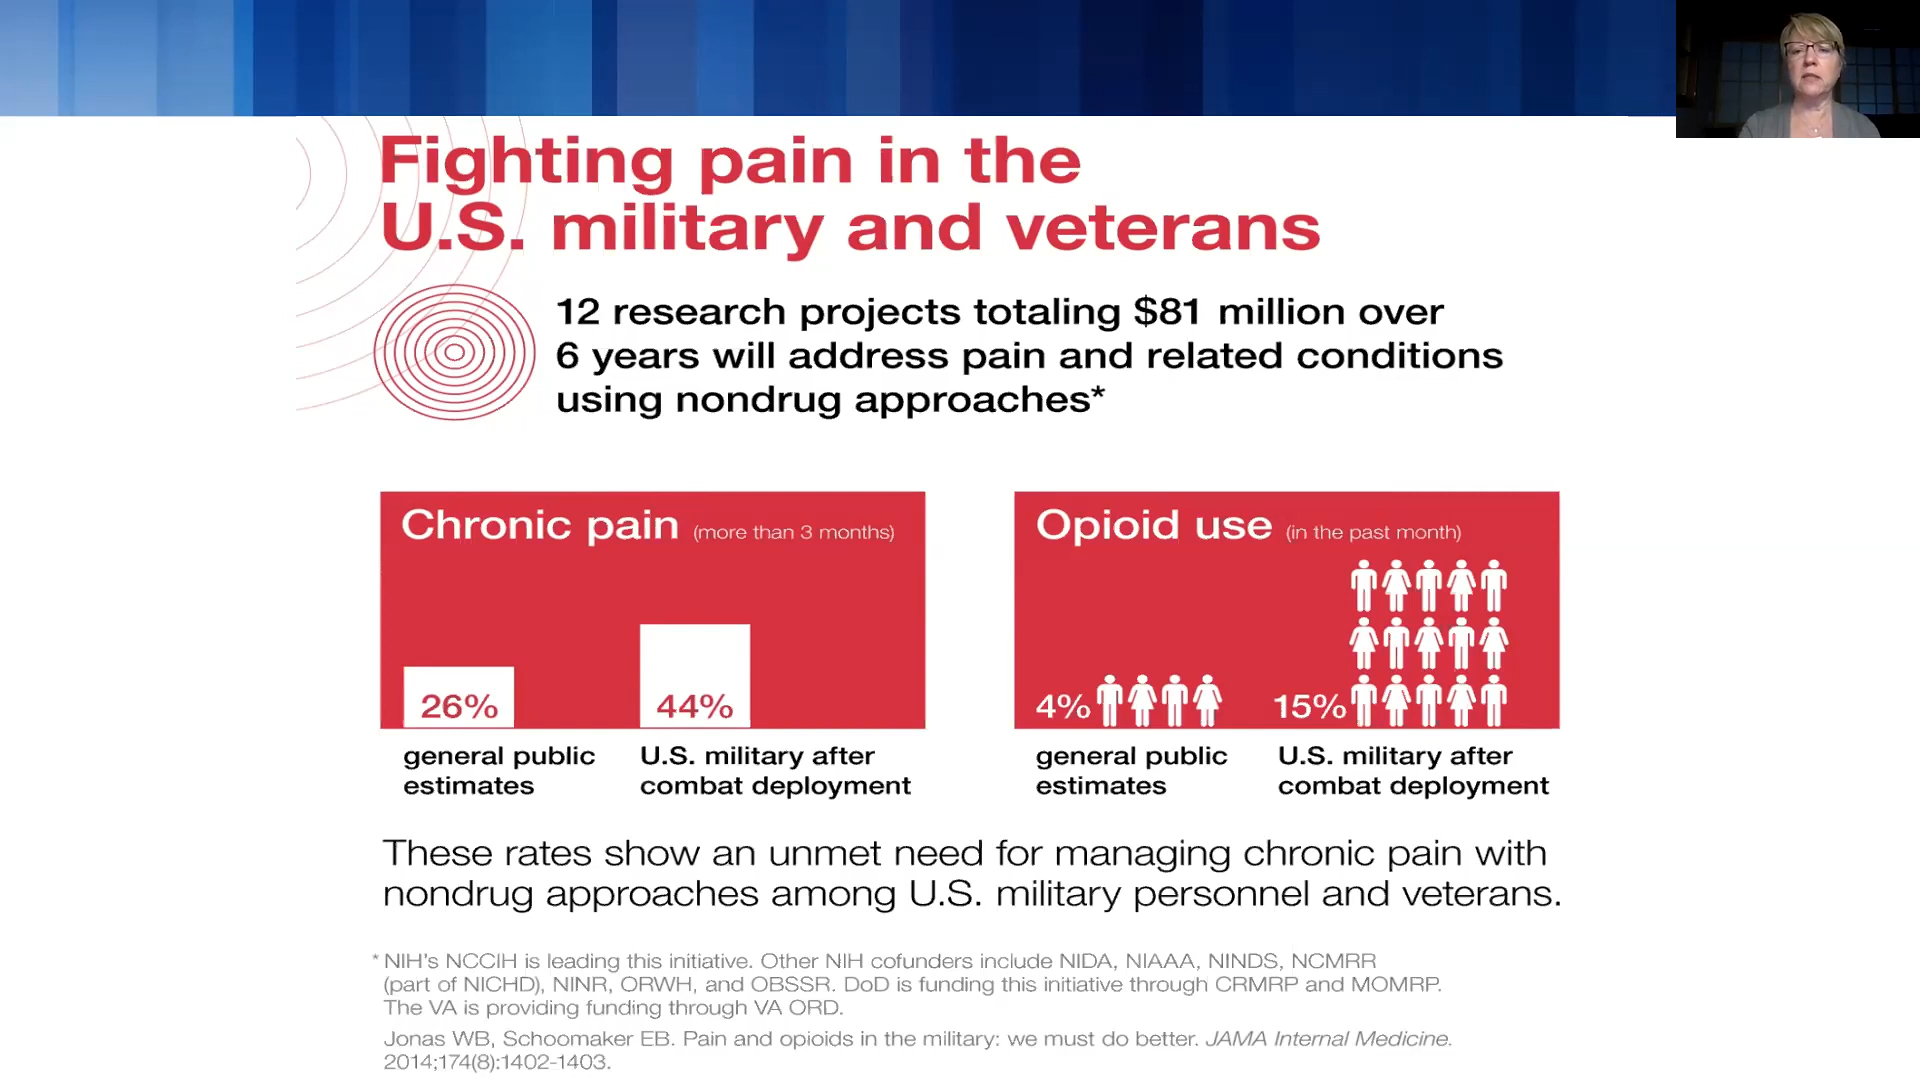 Fighting pain in the
U.S. military and veterans
12 research projects totaling $81 million over
6 years will address pain and related conditions
using nondrug approaches*
Chronic pain (more than 3 months)
26%
44%
general public
estimates
U.S. military after
combat deployment
Opioid use (in the past month)
4%
15%
general public
estimates
U.S. military after
combat deployment
These rates show an unmet need for managing chronic pain with
nondrug approaches among U.S. military personnel and veterans.
* NIH's NCCIH is leading this initiative. Other NIH cofunders include NIDA, NIAAA, NINDS, NCMRR
(part of NICHD), NINR, ORWH, and OBSSR. DoD is funding this initiative through CRMRP and MOMRP.
The VA is providing funding through VA ORD.
Jonas WB, Schoomaker EB. Pain and opioids in the military: we must do better. JAMA Internal Medicine.
2014;174(8):1402-1403.